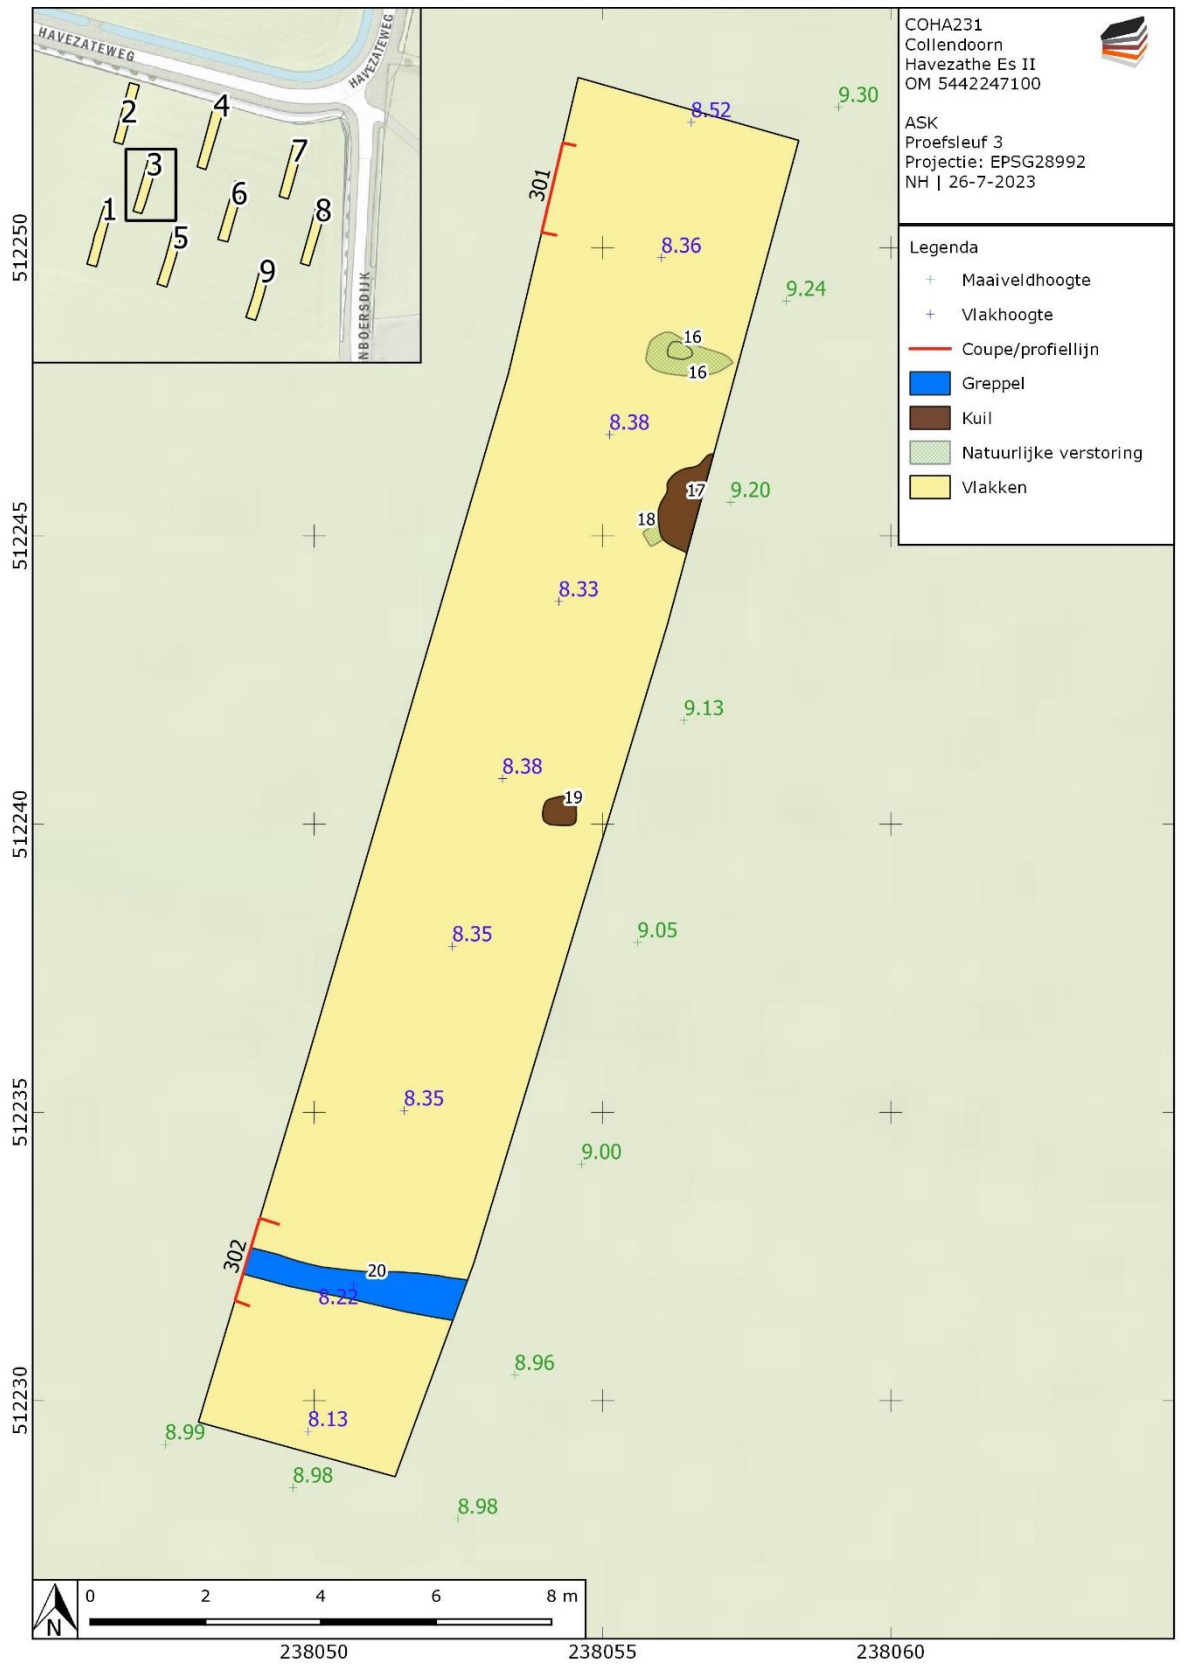 HAVEZATEWEG
HAVEZATEWEG
2
4
7
3
6
1
8
5
9
NBOERSDIJK
COHA231
Collendoorn
Havezathe Es II
OM 5442247100
ASK
Proefsleuf 3
Projectie: EPSG28992
NH | 26-7-2023
Legenda
Maaiveldhoogte
Vlakhoogte
Coupe/profiellijn
Greppel
Kuil
Natuurlijke verstoring
Vlakken
8.52
9.30
301
8.36
9.24
16
16
8.38
17
9.20
18
8.33
9.13
8.38
19
8.35
9.05
8.35
9.00
302
20
8.22
8.96
8.13
8.99
8.98
8.98
512250
512245
512240
512235
512230
N
0 2 4 6 8 m
238050 238055 238060